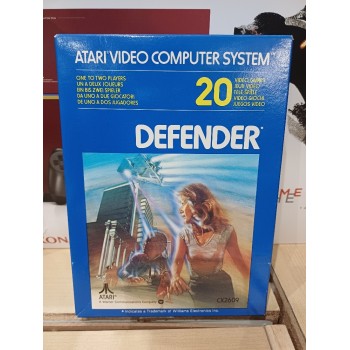 ATARI VIDEO COMPUTER SYSTEM
ONE TO TWO PLAYERS
UN A DEUX JOUEURS
EIN BIS ZWEI SPIELER
DA UNO A DUE GIOCATORI
DE UNO A DOS JUGADORES
20
VIDEO GAMES
JEUX VIDEO
TELE SPIELE
VIDEO GIOCHI
JUEGOS VIDEO
DEFENDER*
ATARI
CX2609
* Indicates a Trademark of Williams Electronics Inc.